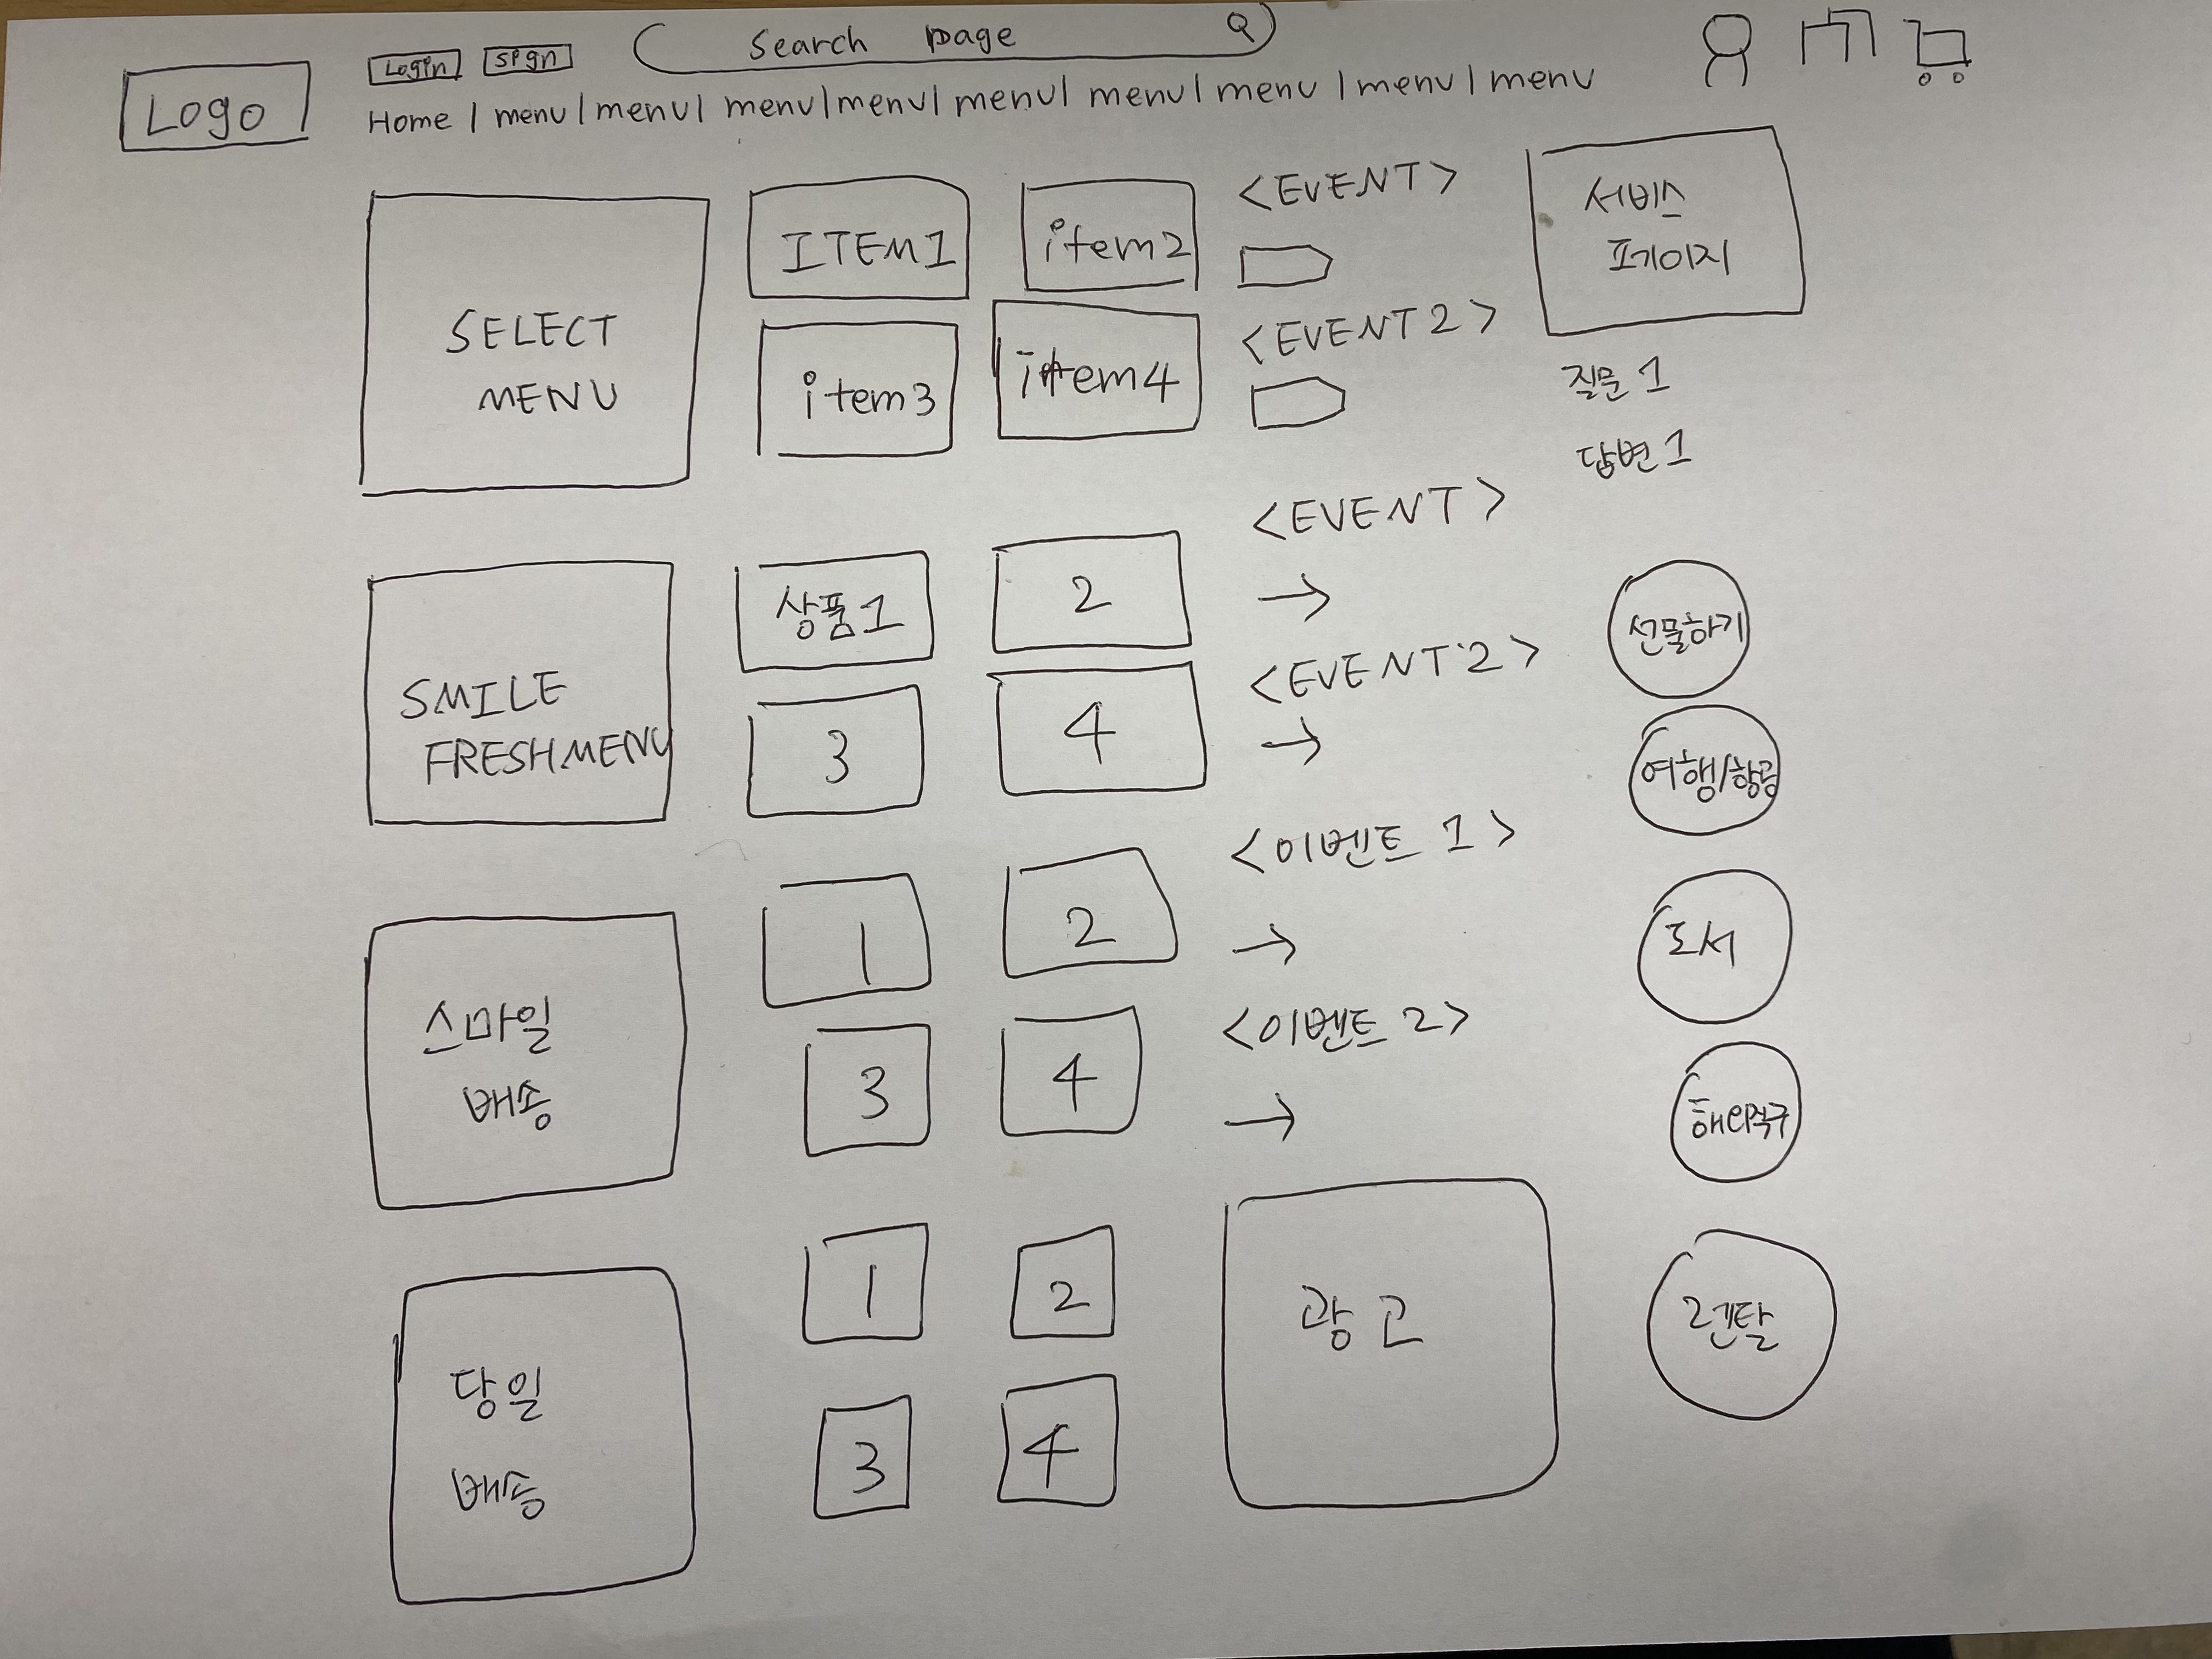 Logo
Login
Sign
Search page
Home | menu | menu | menu | menu | menu | menu | menu | menu | menu
SELECT
MENU
ITEM1
item2
item3
item4
<EVENT>
<EVENT2>
서비스
페이지
질문1
답변1
SMILE
FRESHMENU
상품1
2
3
4
<EVENT>
→
<EVENT2>
→
선물하기
여행/항공
스마일
배송
1
2
3
4
<이벤트 1>
→
<이벤트 2>
→
도서
해외직구
당일
배송
1
2
3
4
광고
렌탈